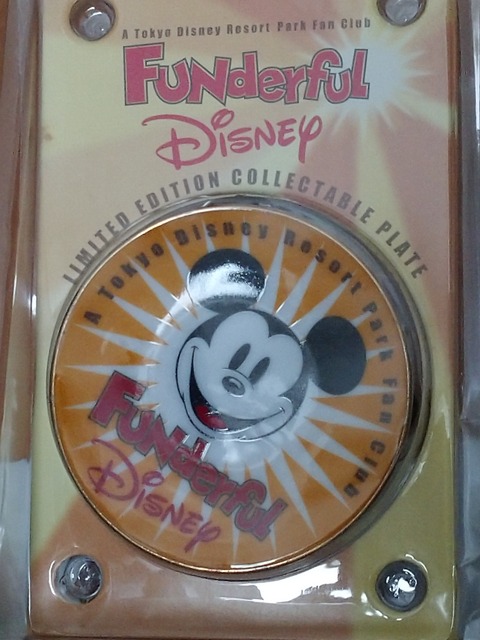 A Tokyo Disney Resort Park Fan Club
FUNderful
Disney
LIMITED EDITION COLLECTABLE PLATE
A Tokyo Disney Resort Park Fan Club
FUNderful
Disney